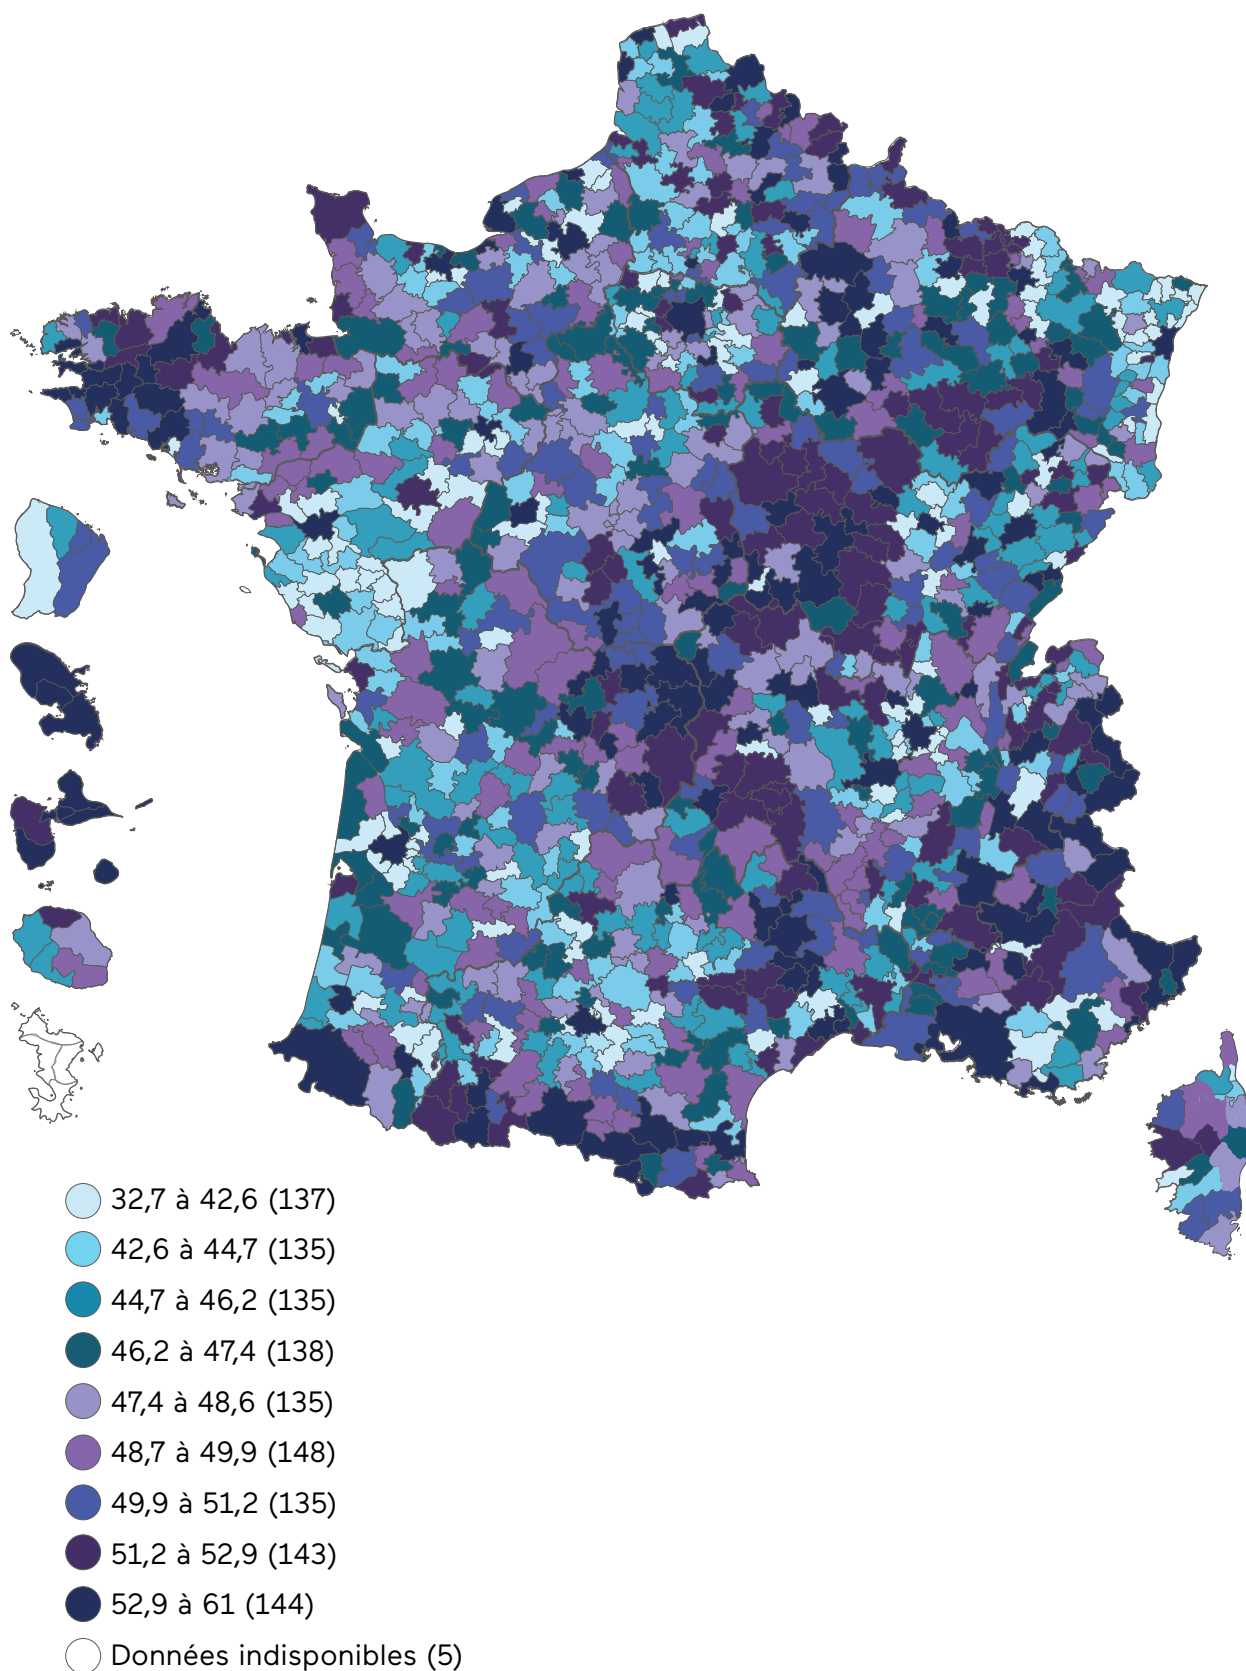 32,7 à 42,6 (137)
42,6 à 44,7 (135)
44,7 à 46,2 (135)
46,2 à 47,4 (138)
47,4 à 48,6 (135)
48,7 à 49,9 (148)
49,9 à 51,2 (135)
51,2 à 52,9 (143)
52,9 à 61 (144)
Données indisponibles (5)